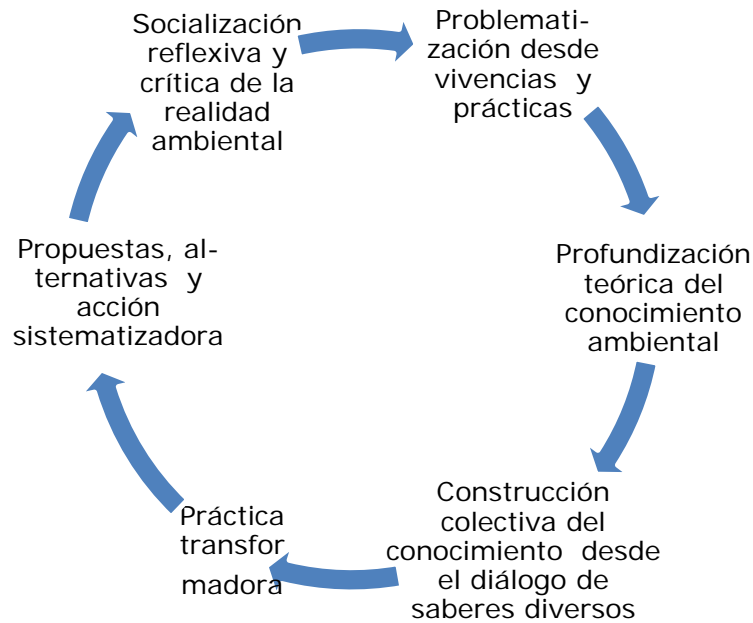 Socialización
reflexiva y
crítica de la
realidad
ambiental
Problemati-
zación desde
vivencias y
prácticas
Profundización
teórica del
conocimiento
ambiental
Construcción
colectiva del
conocimiento desde
el diálogo de
saberes diversos
Práctica
transfor
madora
Propuestas, al-
ternativas y
acción
sistematizadora